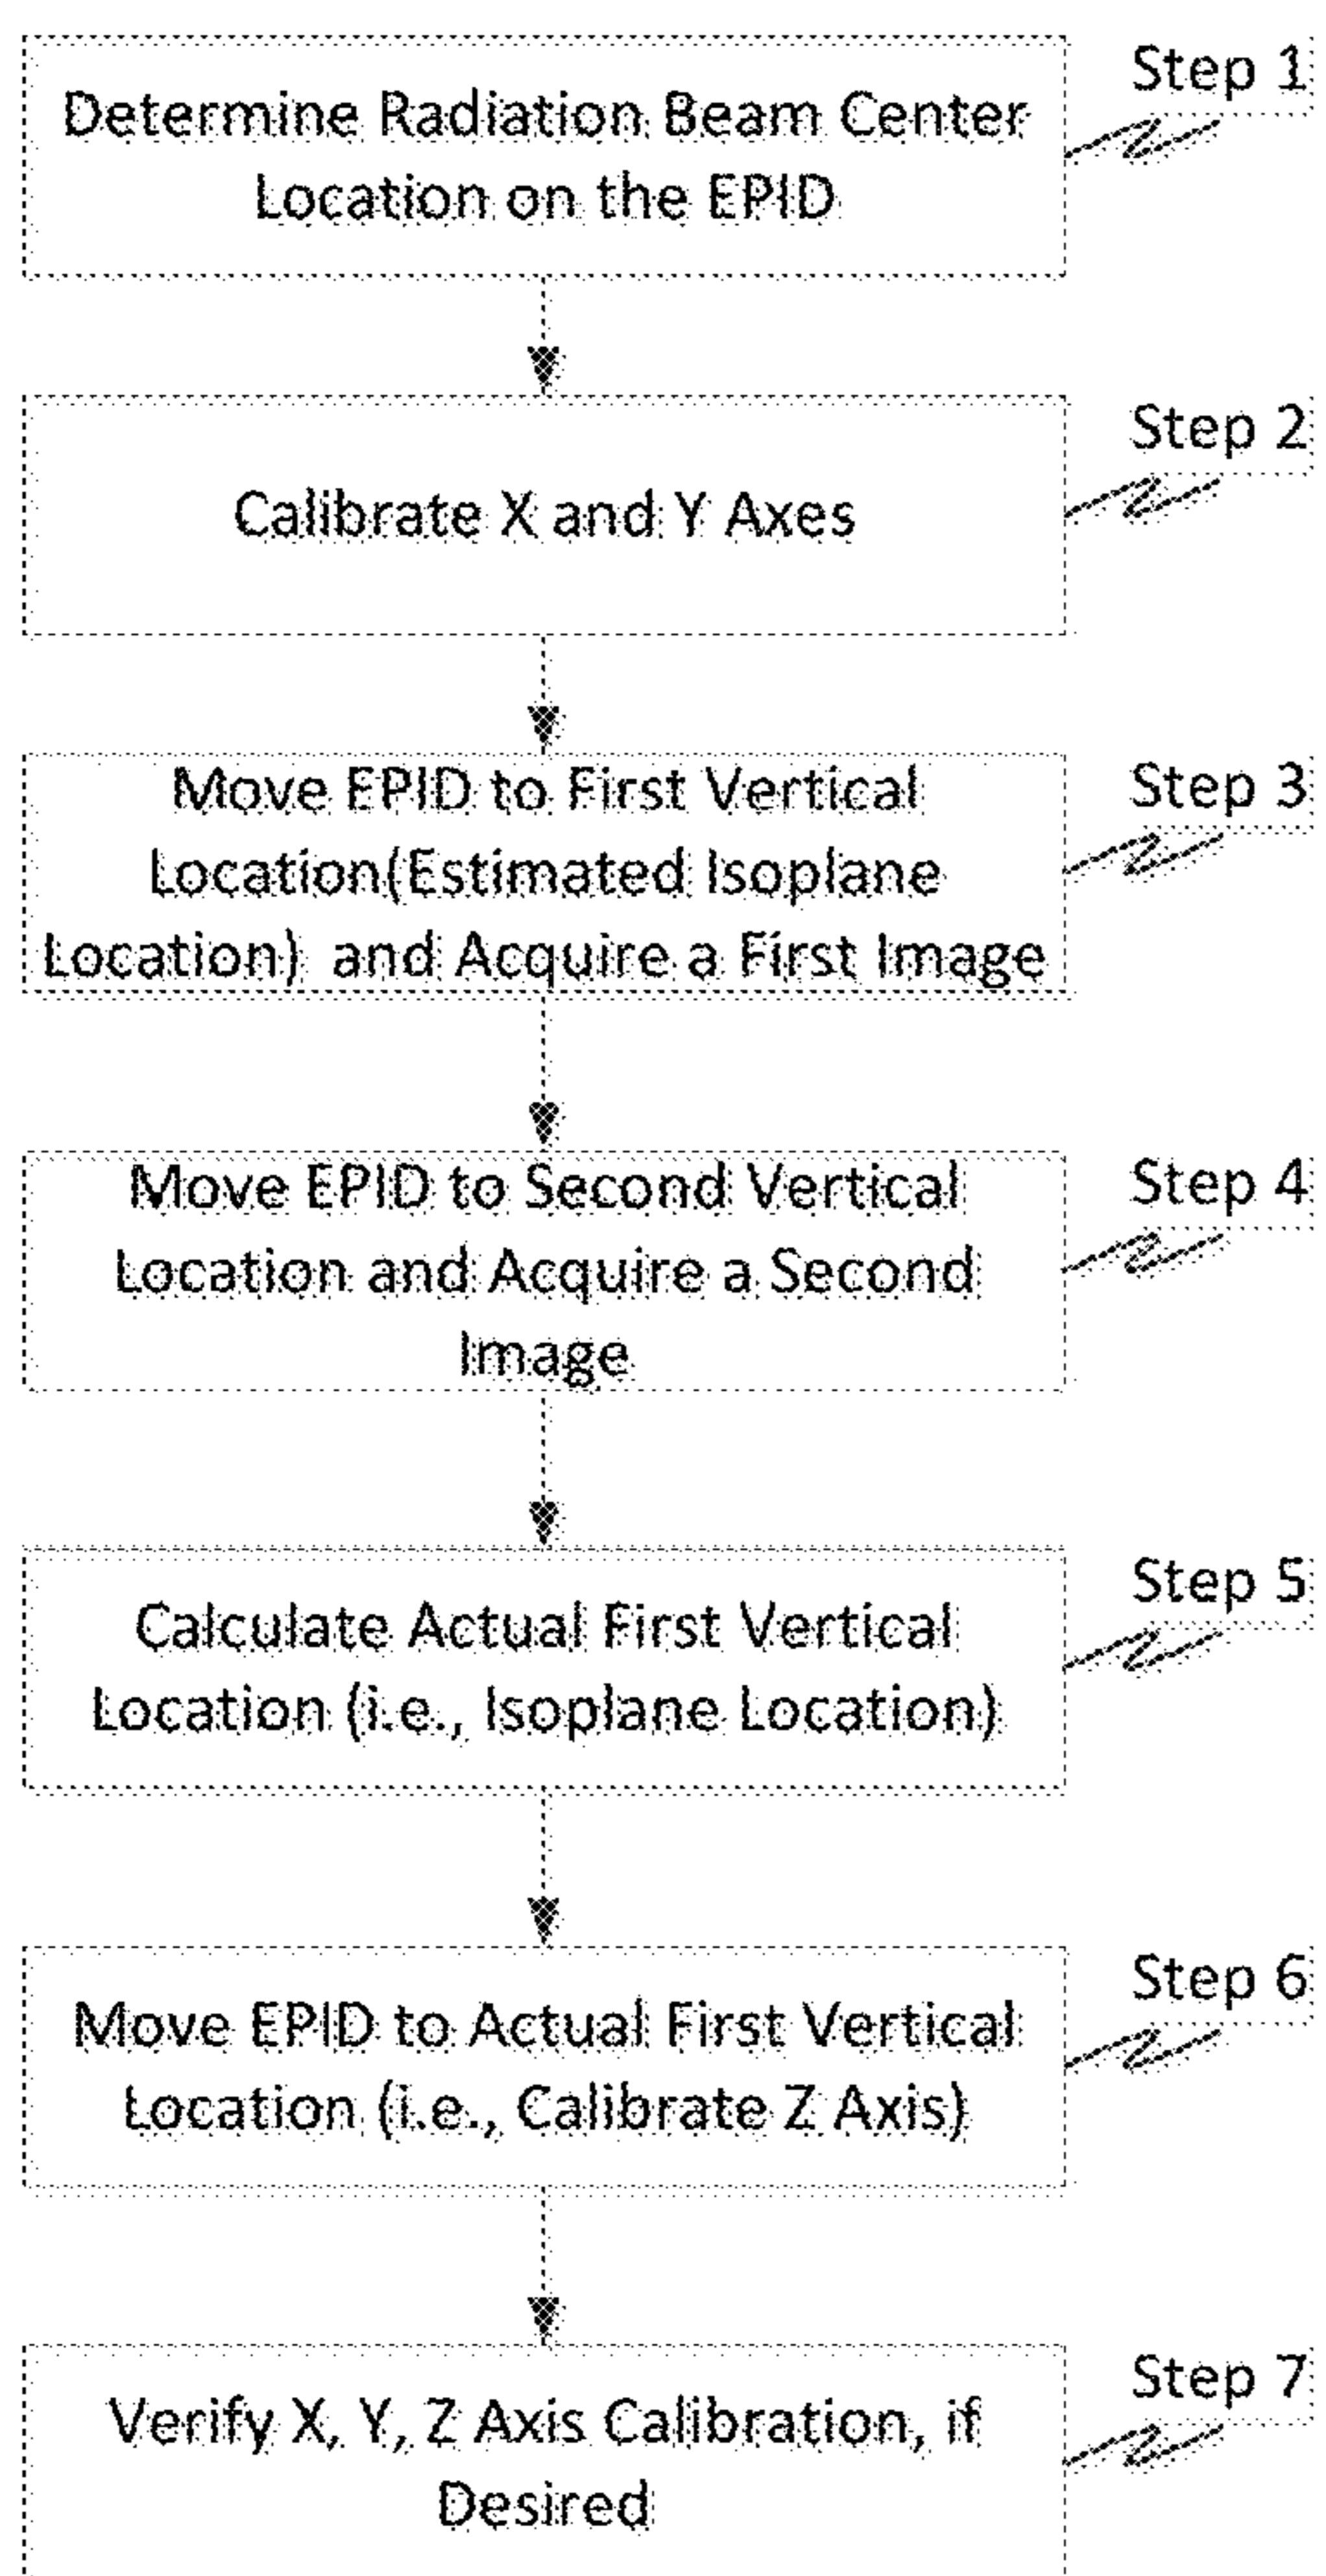 Step 1
Determine Radiation Beam Center
Location on the EPID
Step 2
Calibrate X and Y Axes
Step 3
Move EPID to First Vertical
Location(Estimated Isoplane
Location) and Acquire a First Image
Step 4
Move EPID to Second Vertical
Location and Acquire a Second
Image
Step 5
Calculate Actual First Vertical
Location (i.e., Isoplane Location)
Step 6
Move EPID to Actual First Vertical
Location (i.e., Calibrate Z Axis)
Step 7
Verify X, Y, Z Axis Calibration, if
Desired